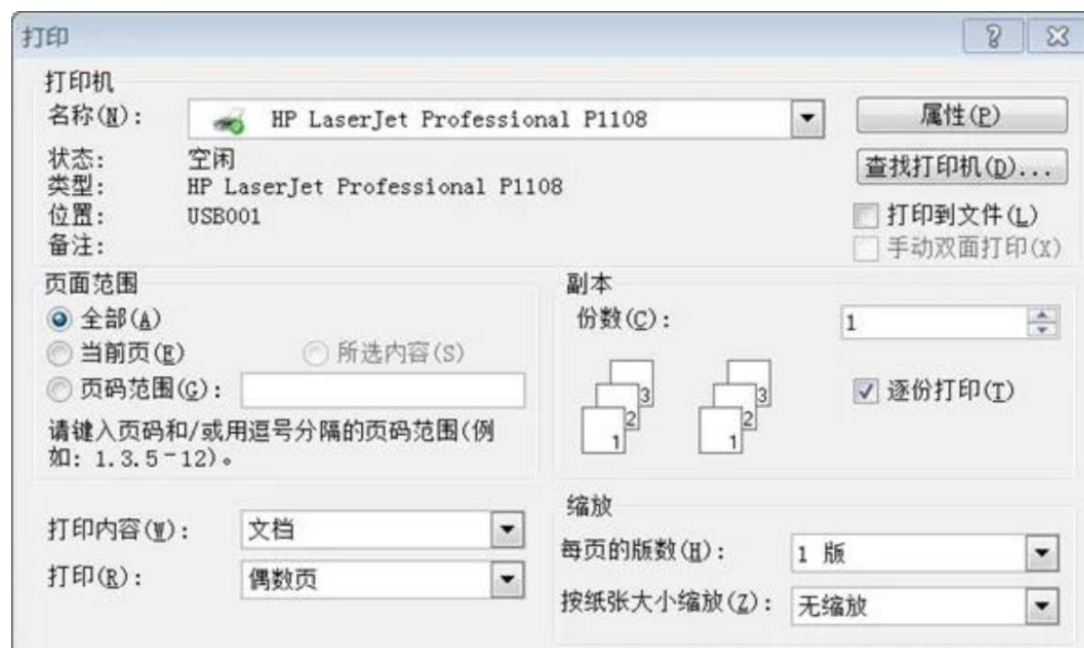 打印
打印机
名称(N): HP LaserJet Professional P1108 属性(P)
状态: 空闲 查找打印机(D)...
类型: HP LaserJet Professional P1108
位置: USB001 打印到文件(L)
备注: 手动双面打印(X)
页面范围
全部(A)
当前页(E) 所选内容(S)
页码范围(G):
请键入页码和/或用逗号分隔的页码范围(例
如: 1.3.5-12)。
副本
份数(C): 1
3 3
2 2
1 1
逐份打印(T)
打印内容(W): 文档
打印(R): 偶数页
缩放
每页的版数(H): 1 版
按纸张大小缩放(Z): 无缩放